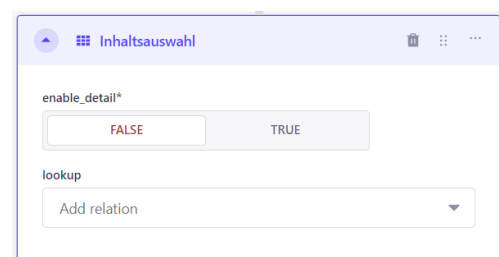 Inhaltsauswahl
enable_detail*
FALSE TRUE
lookup
Add relation